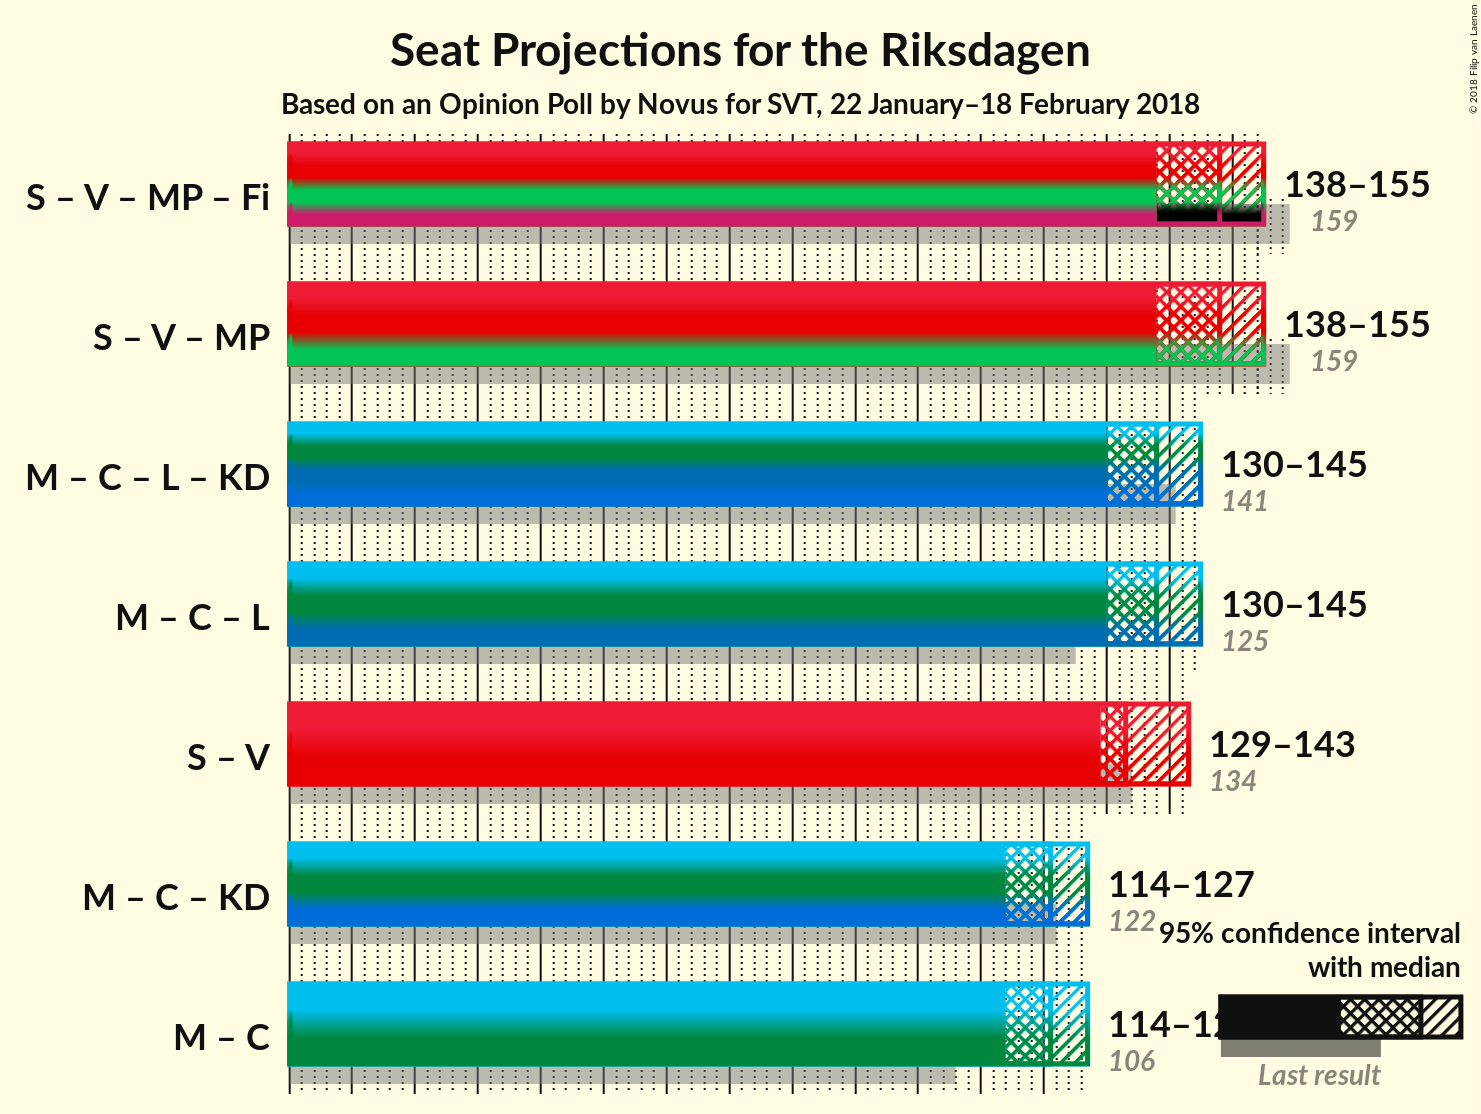 Seat Projections for the Riksdagen
Based on an Opinion Poll by Novus for SVT, 22 January–18 February 2018
© 2018 Filip van Laenen
S – V – MP – Fi
138–155
159
S – V – MP
138–155
159
M – C – L – KD
130–145
141
M – C – L
130–145
125
S – V
129–143
134
M – C – KD
114–127
122
95% confidence interval
with median
M – C
106
Last result